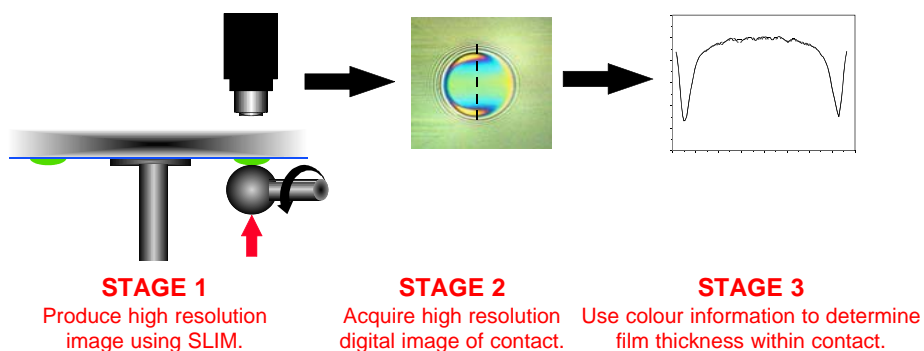 STAGE 1
Produce high resolution
image using SLIM.
STAGE 2
Acquire high resolution
digital image of contact.
STAGE 3
Use colour information to determine
film thickness within contact.